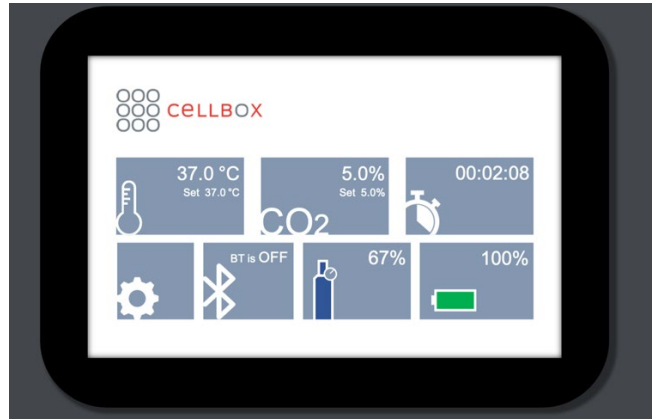 CELLBOX
37.0 °C
Set 37.0 °C
5.0%
Set 5.0%
CO2
00:02:08
BT is OFF
67%
100%